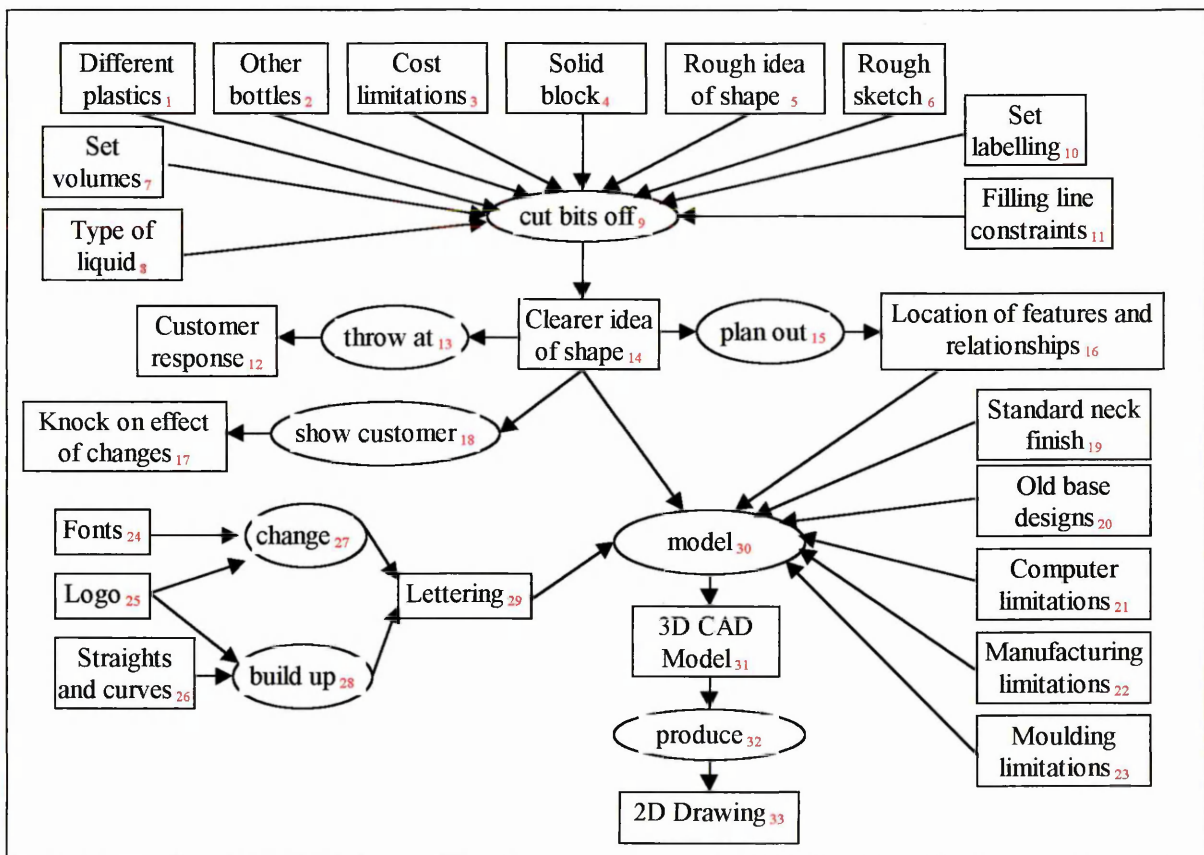 Different
plastics 1
Other
bottles 2
Cost
limitations 3
Solid
block 4
Rough idea
of shape 5
Rough
sketch 6
Set
volumes 7
Set
labelling 10
cut bits off 9
Type of
liquid 8
Filling line
constraints 11
Customer
response 12
throw at 13
Clearer idea
of shape 14
plan out 15
Location of features and
relationships 16
Knock on effect
of changes 17
show customer 18
Standard neck
finish 19
Old base
designs 20
Fonts 24
change 27
model 30
Logo 25
Lettering 29
Computer
limitations 21
Straights
and curves 26
build up 28
3D CAD
Model 31
Manufacturing
limitations 22
produce 32
Moulding
limitations 23
2D Drawing 33